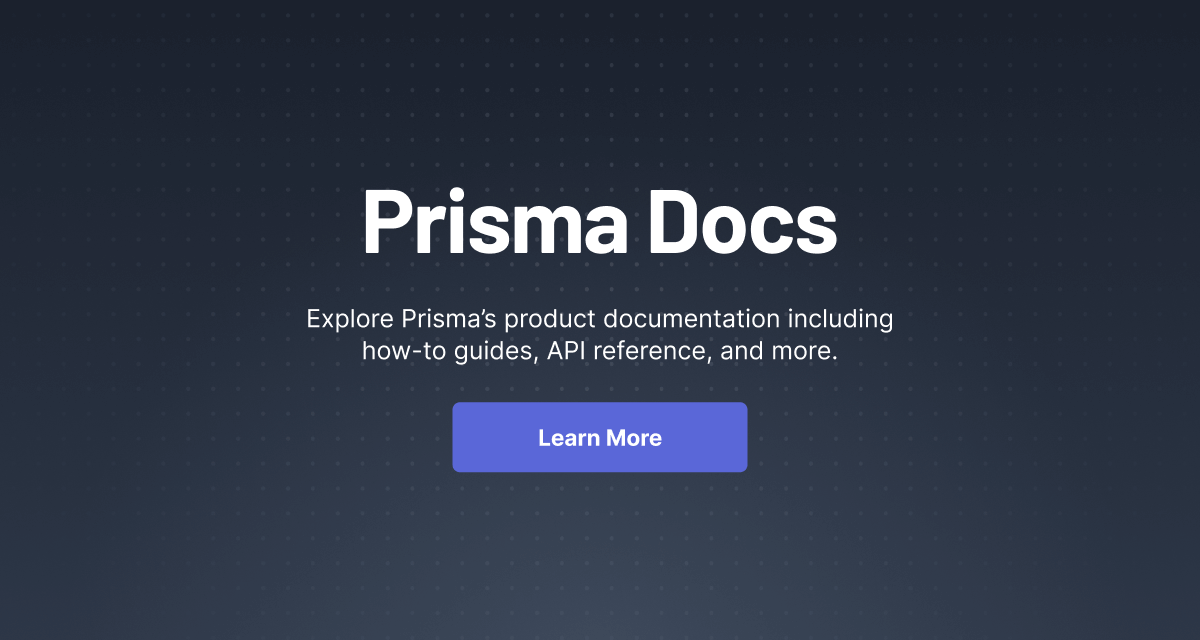 Prisma Docs
Explore Prisma’s product documentation including
how-to guides, API reference, and more.
Learn More